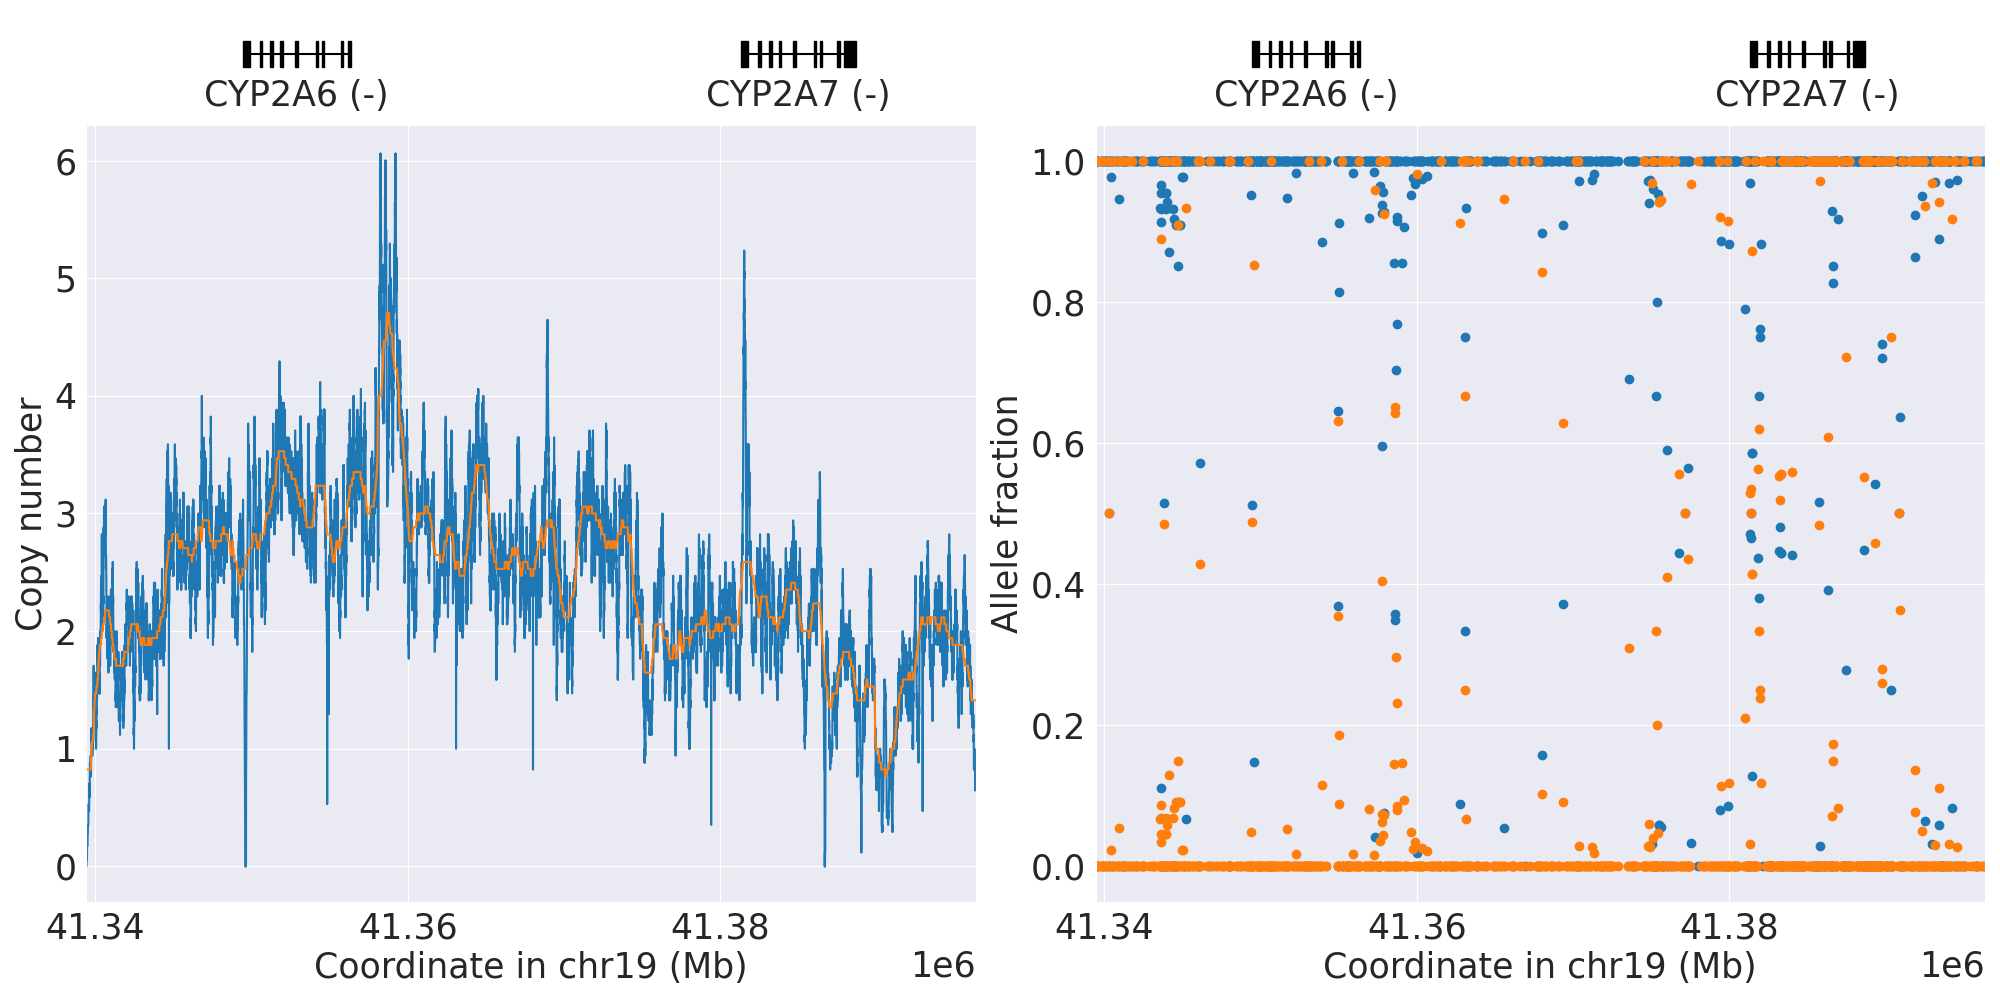 CYP2A6 (-) CYP2A7 (-)
CYP2A6 (-) CYP2A7 (-)
Copy number
6
5
4
3
2
1
0
41.34 41.36 41.38
Coordinate in chr19 (Mb) 1e6
Allele fraction
1.0
0.8
0.6
0.4
0.2
0.0
41.34 41.36 41.38
Coordinate in chr19 (Mb) 1e6